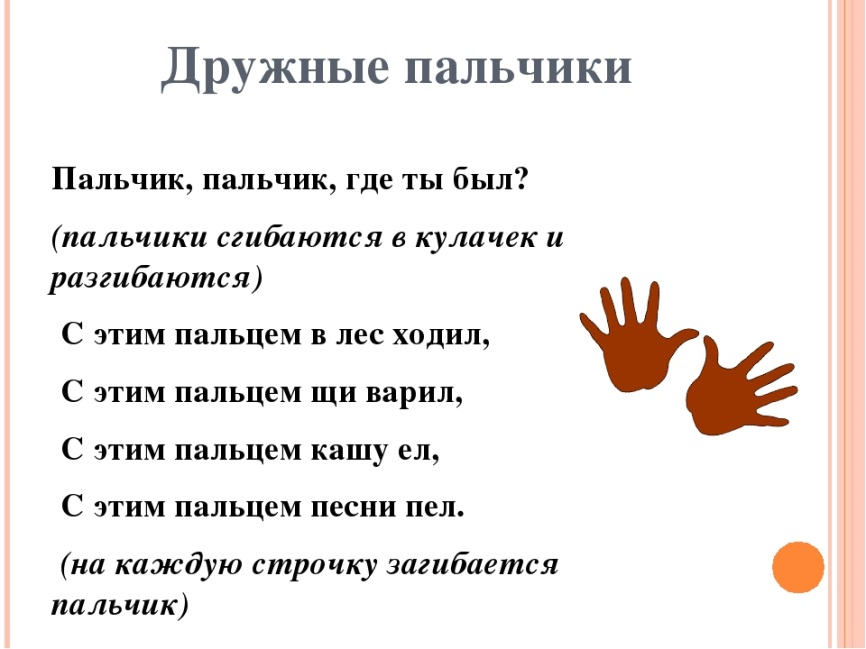 Дружные пальчики
Пальчик, пальчик, где ты был?
(пальчики сгибаются в кулачек и
разгибаются)
С этим пальцем в лес ходил,
С этим пальцем щи варил,
С этим пальцем кашу ел,
С этим пальцем песни пел.
(на каждую строчку загибается
пальчик)